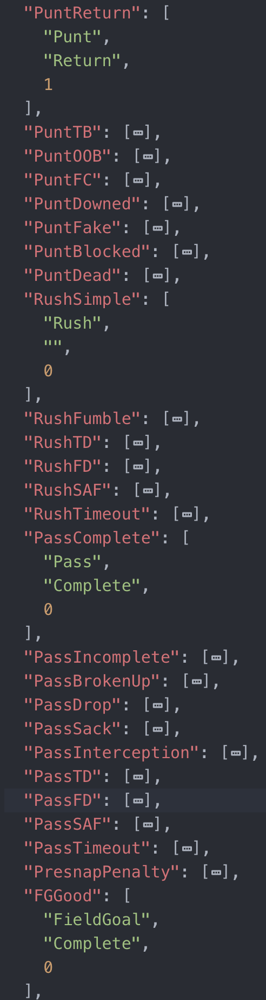 "PuntReturn": [
"Punt",
"Return",
1
],
"PuntTB": […],
"PuntOOB": […],
"PuntFC": […],
"PuntDowned": […],
"PuntFake": […],
"PuntBlocked": […],
"PuntDead": […],
"RushSimple": [
"Rush",
"",
0
],
"RushFumble": […],
"RushTD": […],
"RushFD": […],
"RushSAF": […],
"RushTimeout": […],
"PassComplete": [
"Pass",
"Complete",
0
],
"PassIncomplete": […],
"PassBrokenUp": […],
"PassDrop": […],
"PassSack": […],
"PassInterception": […],
"PassTD": […],
"PassFD": […],
"PassSAF": […],
"PassTimeout": […],
"PresnapPenalty": […],
"FGGood": [
"FieldGoal",
"Complete",
0
],